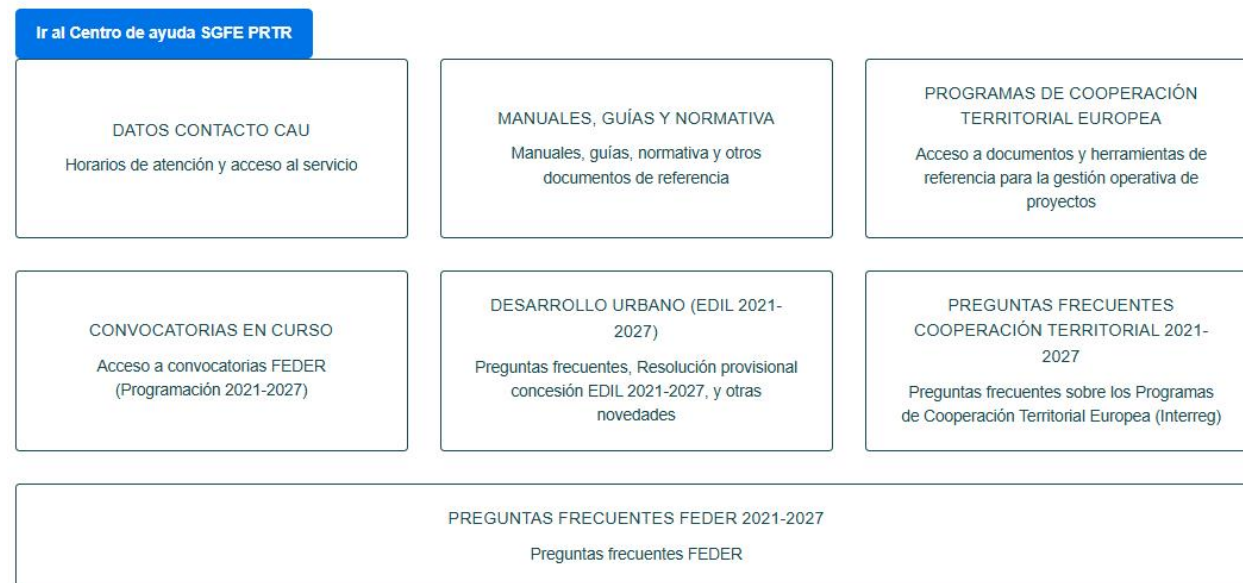 Ir al Centro de ayuda SGFE PRTR
DATOS CONTACTO CAU
Horarios de atención y acceso al servicio
MANUALES, GUÍAS Y NORMATIVA
Manuales, guías, normativa y otros
documentos de referencia
PROGRAMAS DE COOPERACIÓN
TERRITORIAL EUROPEA
Acceso a documentos y herramientas de
referencia para la gestión operativa de
proyectos
CONVOCATORIAS EN CURSO
Acceso a convocatorias FEDER
(Programación 2021-2027)
DESARROLLO URBANO (EDIL 2021-
2027)
Preguntas frecuentes, Resolución provisional
concesión EDIL 2021-2027, y otras
novedades
PREGUNTAS FRECUENTES
COOPERACIÓN TERRITORIAL 2021-
2027
Preguntas frecuentes sobre los Programas
de Cooperación Territorial Europea (Interreg)
PREGUNTAS FRECUENTES FEDER 2021-2027
Preguntas frecuentes FEDER